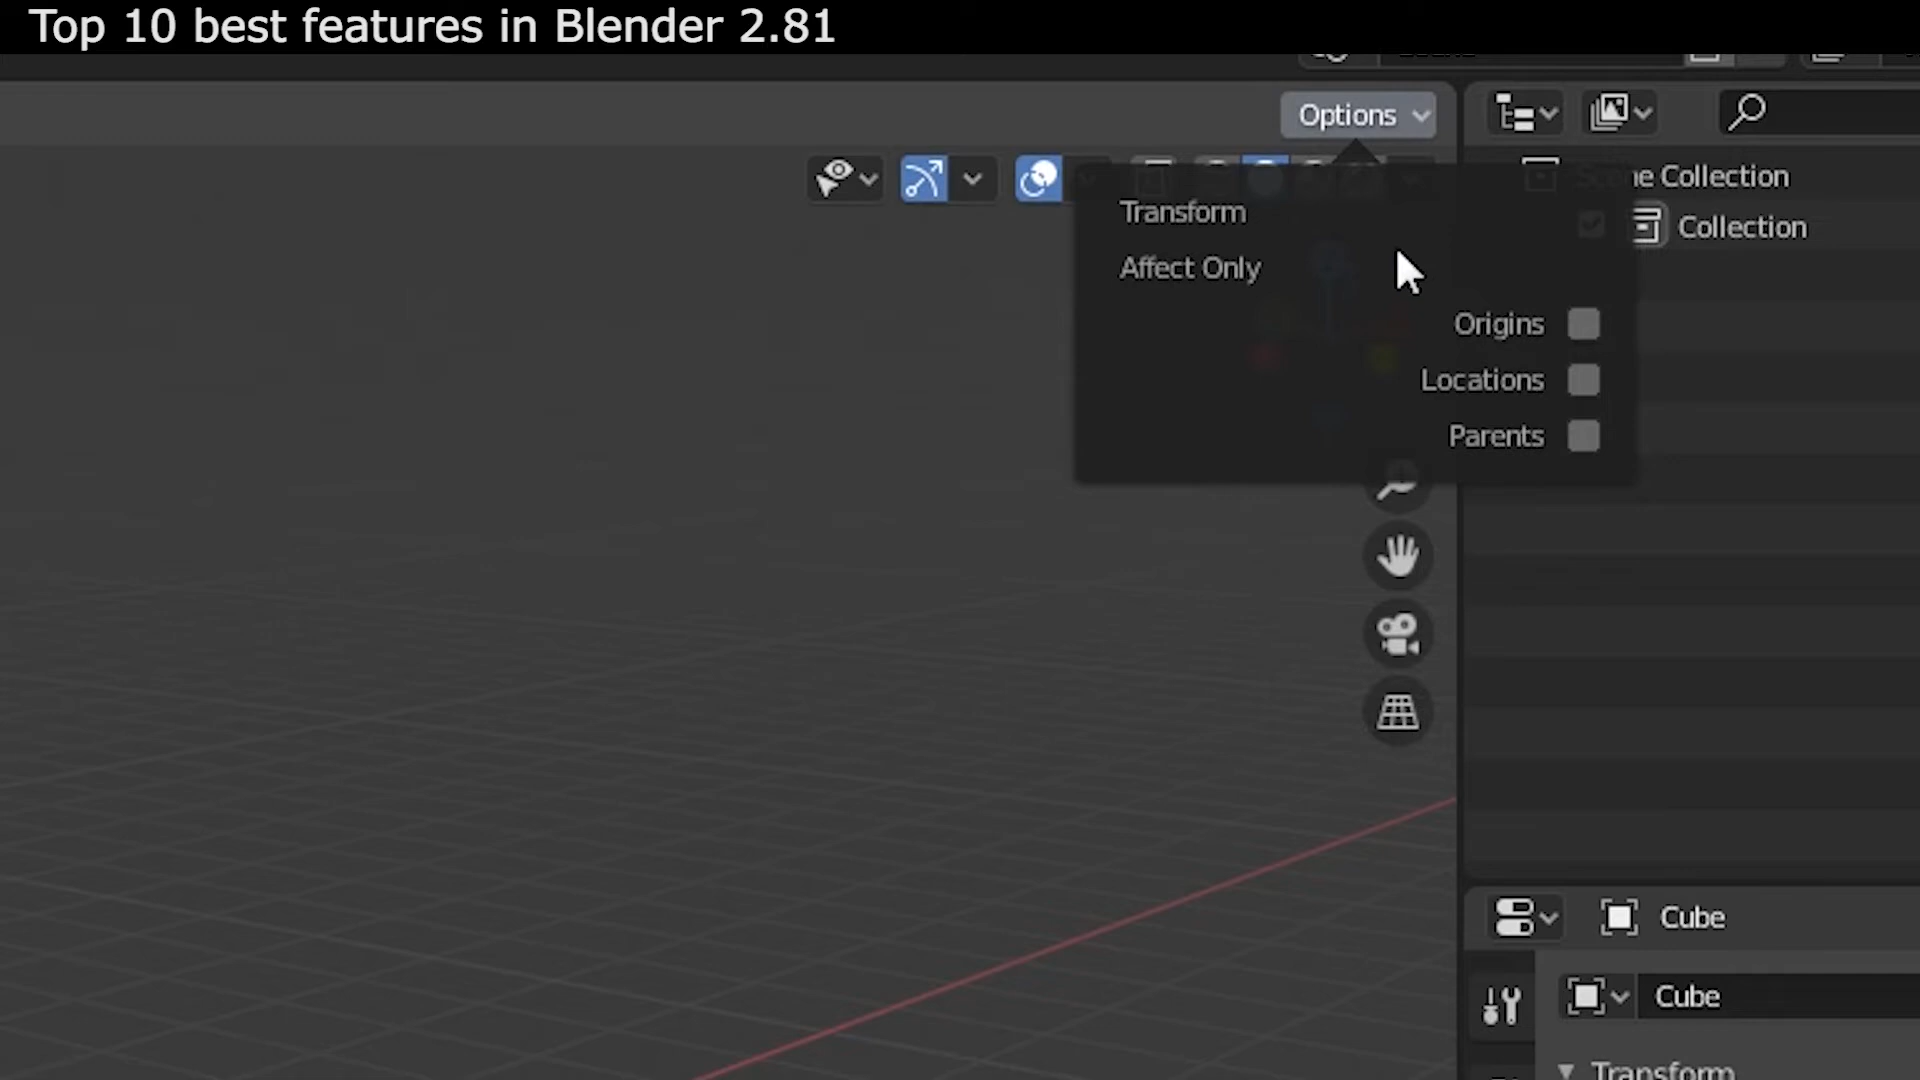 Top 10 best features in Blender 2.81
Options
Scene Collection
Transform
Collection
Affect Only
Origins
Locations
Parents
Cube
Cube
Transform